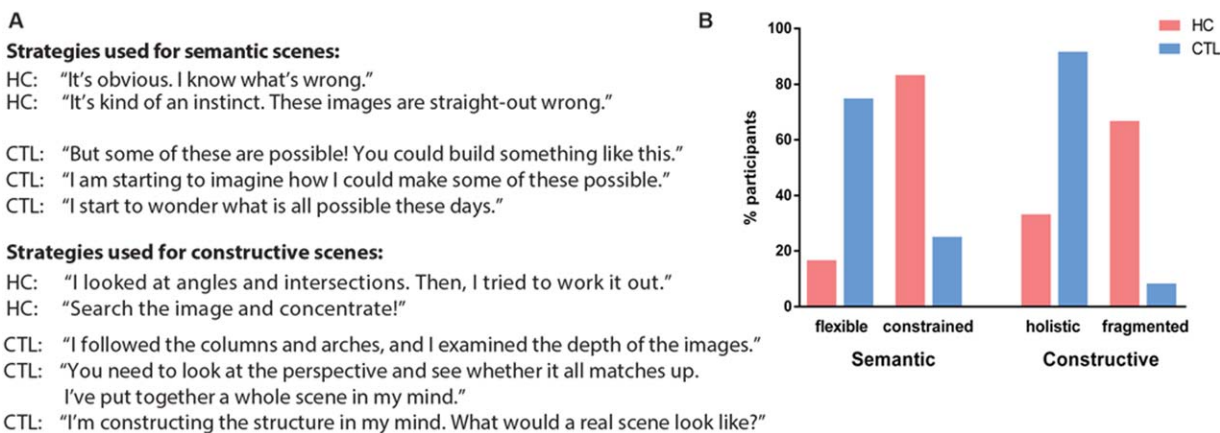 A
Strategies used for semantic scenes:
HC: “It’s obvious. I know what’s wrong.”
HC: “It’s kind of an instinct. These images are straight-out wrong.”
CTL: “But some of these are possible! You could build something like this.”
CTL: “I am starting to imagine how I could make some of these possible.”
CTL: “I start to wonder what is all possible these days.”
Strategies used for constructive scenes:
HC: “I looked at angles and intersections. Then, I tried to work it out.”
HC: “Search the image and concentrate!”
CTL: “I followed the columns and arches, and I examined the depth of the images.”
CTL: “You need to look at the perspective and see whether it all matches up.
I’ve put together a whole scene in my mind.”
CTL: “I’m constructing the structure in my mind. What would a real scene look like?”
B
HC
CTL
% participants
100
80
60
40
20
0
flexible constrained holistic fragmented
Semantic Constructive